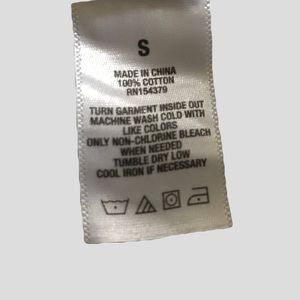 S
MADE IN CHINA
100% COTTON
RN154379
TURN GARMENT INSIDE OUT
MACHINE WASH COLD WITH
LIKE COLORS
ONLY NON-CHLORINE BLEACH
WHEN NEEDED
TUMBLE DRY LOW
COOL IRON IF NECESSARY